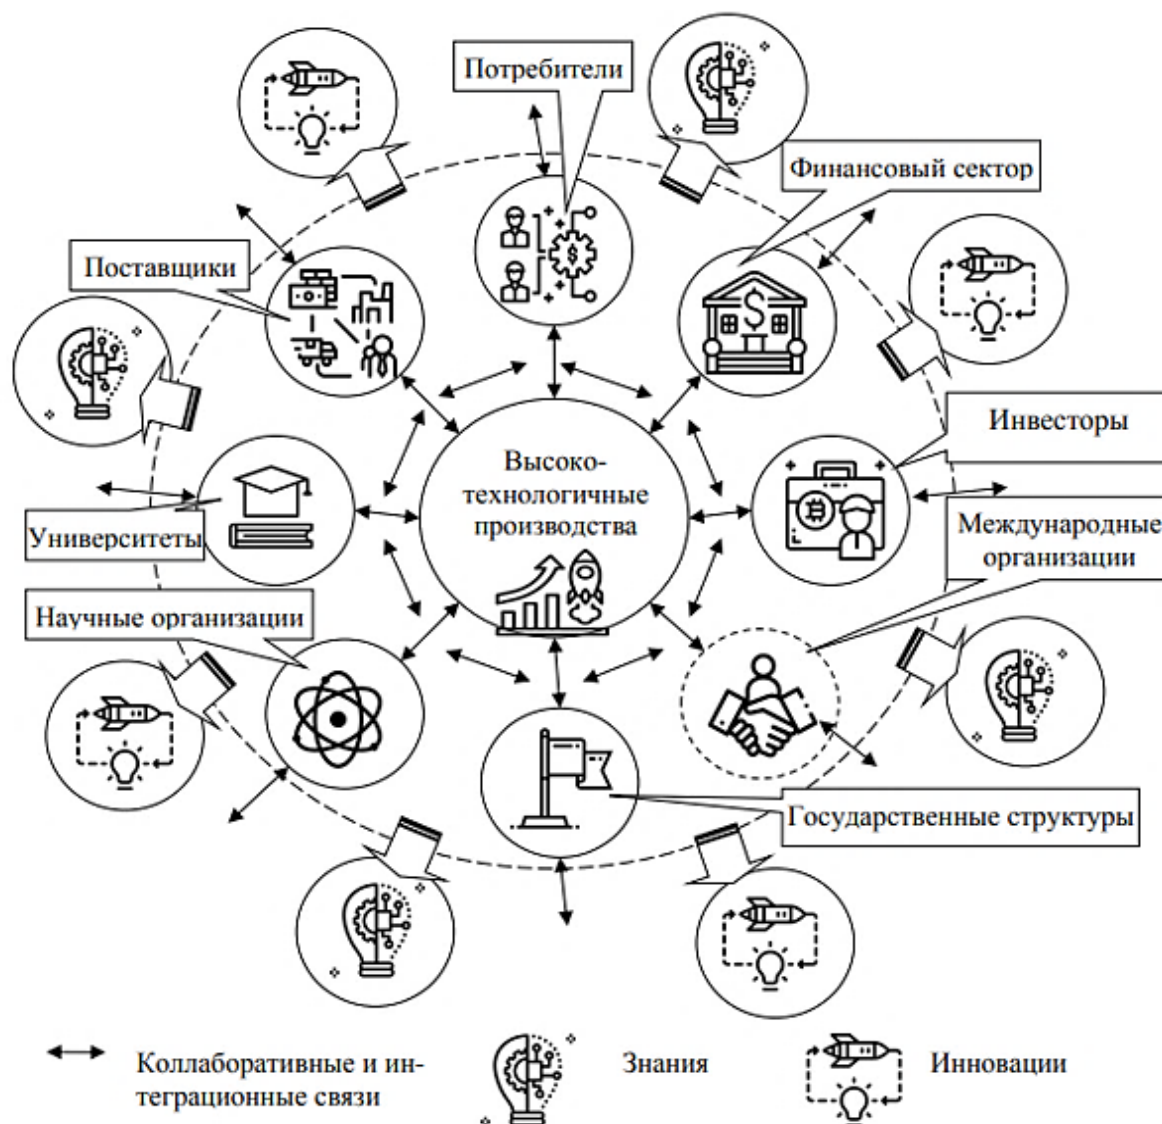 Потребители
Финансовый сектор
Поставщики
Инвесторы
Высоко-
технологичные
производства
Международные
организации
Университеты
Научные организации
Государственные структуры
Коллаборативные и ин-
теграционные связи
Знания
Инновации